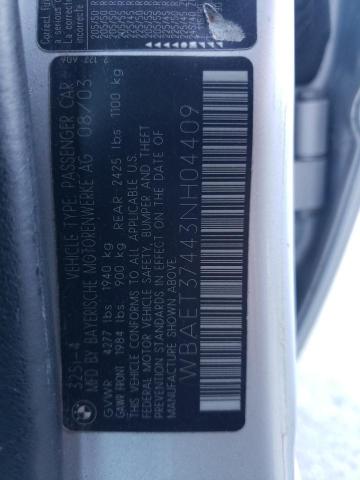 325I-4 VEHICLE TYPE PASSENGER CAR
MFD BY BAYERISCHE MOTORENWERKE AG 08/03
GVWR 4277 lbs 1940 kg
GAWR FRONT 1984 lbs 900 kg REAR 2425 lbs 1100 kg
THIS VEHICLE CONFORMS TO ALL APPLICABLE U.S.
FEDERAL MOTOR VEHICLE SAFETY, BUMPER AND THEFT
PREVENTION STANDARDS IN EFFECT ON THE DATE OF
MANUFACTURE SHOWN ABOVE.
WBAET37443NH04409